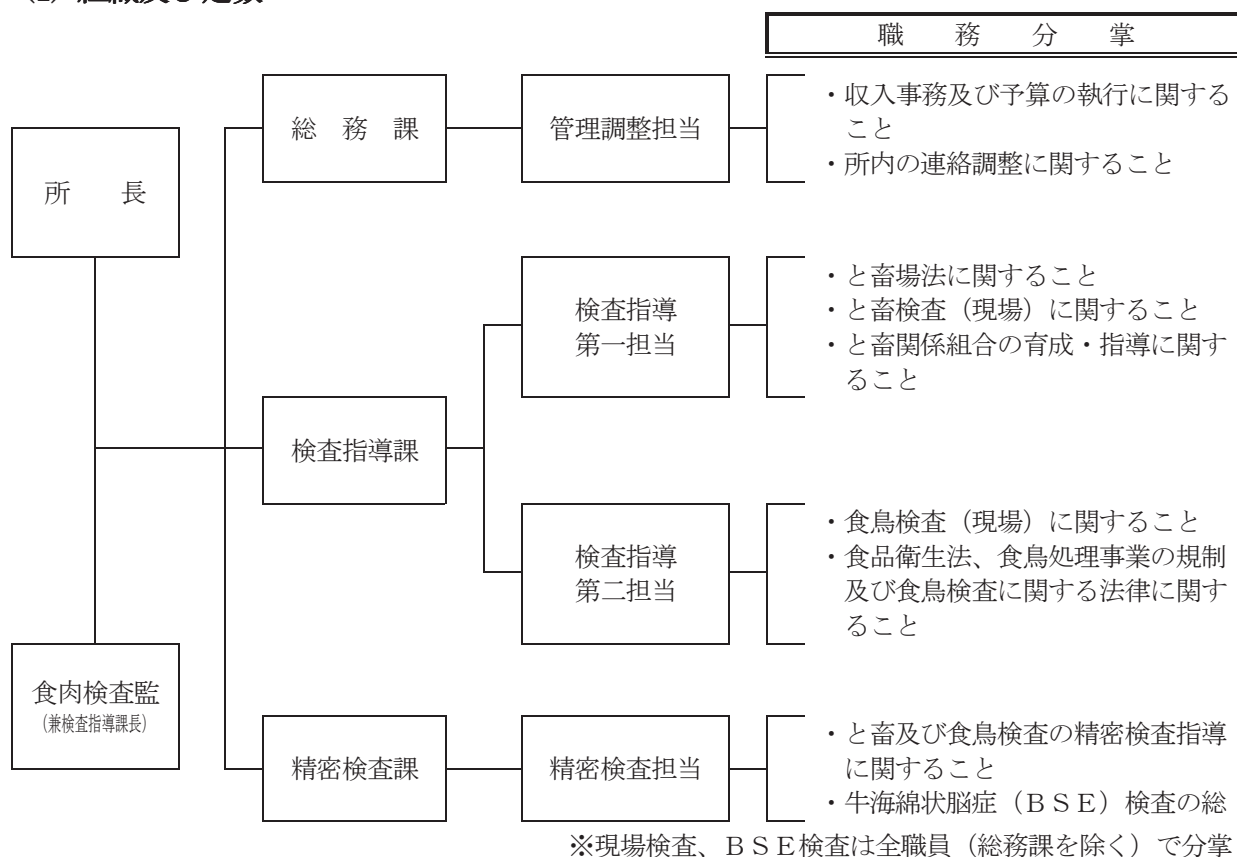 職　務　分　掌
所　長
食肉検査監
(兼検査指導課長)
総　務　課
管理調整担当
・収入事務及び予算の執行に関する
こと
・所内の連絡調整に関すること
検査指導課
検査指導
第一担当
・と畜場法に関すること
・と畜検査（現場）に関すること
・と畜関係組合の育成・指導に関す
ること
検査指導
第二担当
・食鳥検査（現場）に関すること
・食品衛生法、食鳥処理事業の規制
及び食鳥検査に関する法律に関す
ること
精密検査課
精密検査担当
・と畜及び食鳥検査の精密検査指導
に関すること
・牛海綿状脳症（ＢＳＥ）検査の総
※現場検査、ＢＳＥ検査は全職員（総務課を除く）で分掌